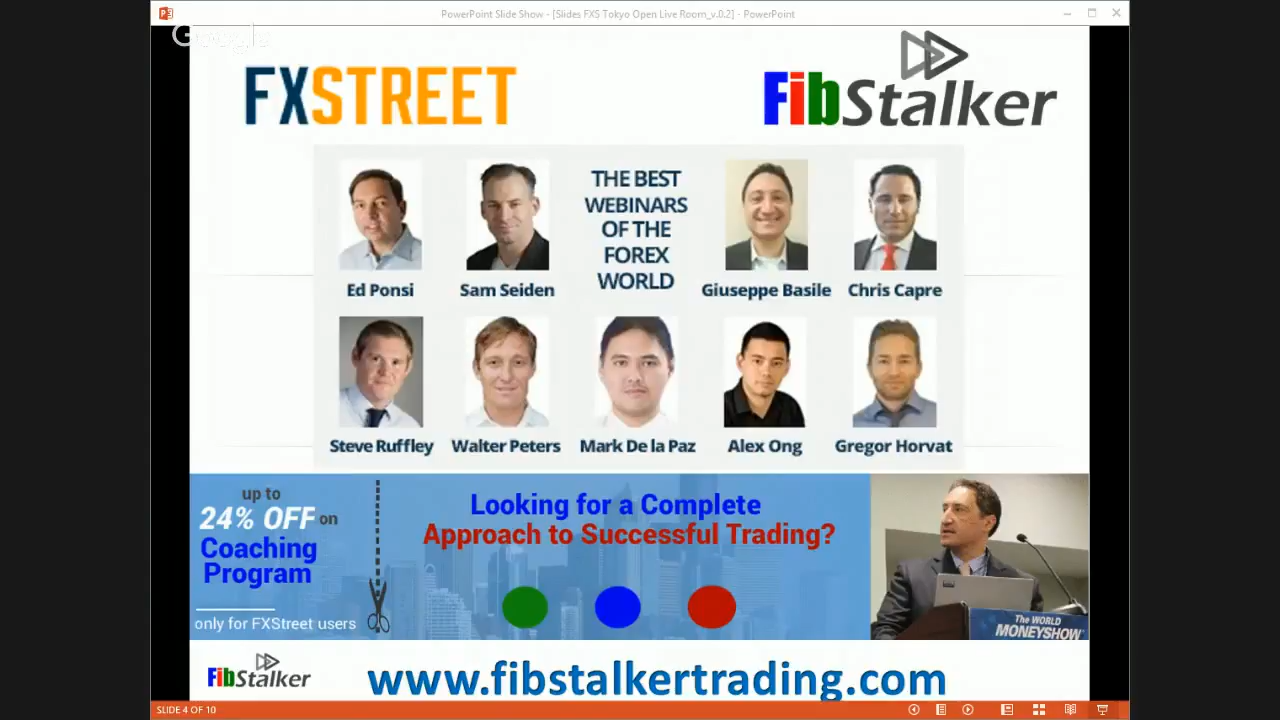 PowerPoint Slide Show - [Slides FXS Tokyo Open Live Room_v.0.2] - PowerPoint
Google
FXSTREET
FibStalker
THE BEST
WEBINARS
OF THE
FOREX
WORLD
Ed Ponsi
Sam Seiden
Giuseppe Basile
Chris Capre
Steve Ruffley
Walter Peters
Mark De la Paz
Alex Ong
Gregor Horvat
up to
24% OFF on
Coaching
Program
only for FXStreet users
Looking for a Complete
Approach to Successful Trading?
The WORLD
MONEYSHOW
FibStalker
www.fibstalkertrading.com
SLIDE 4 OF 10